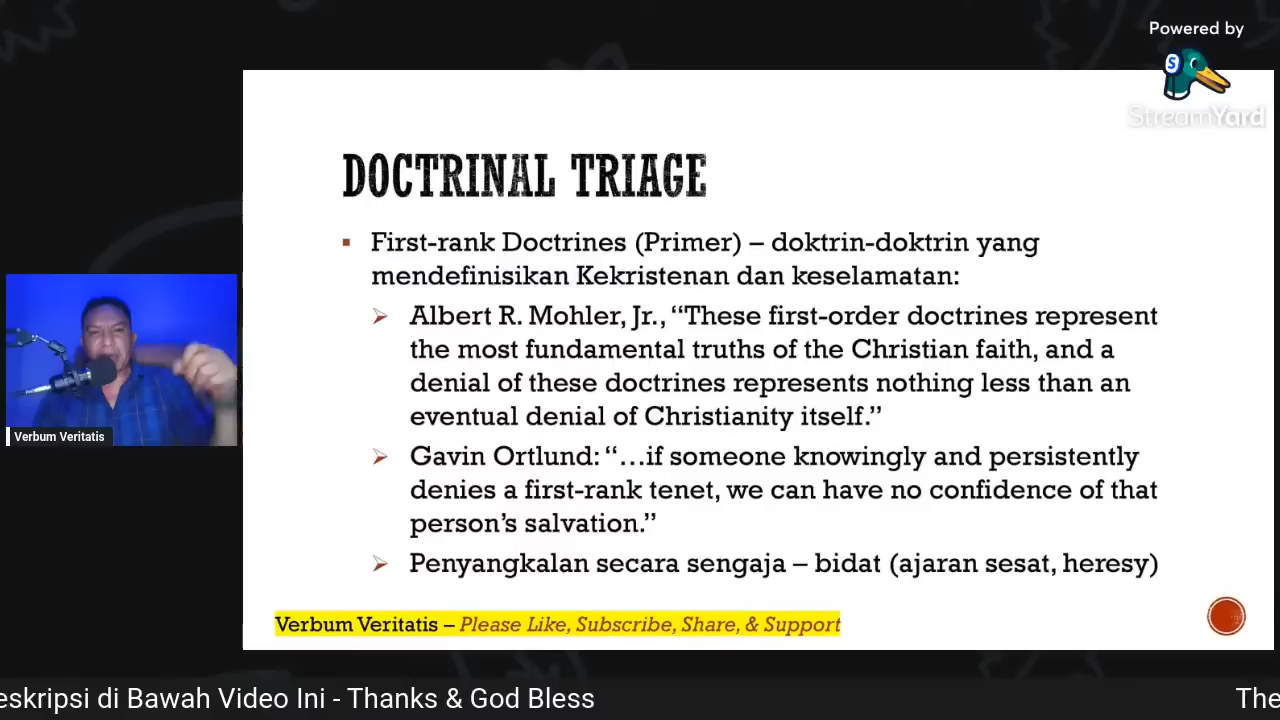 Powered by
StreamYard
DOCTRINAL TRIAGE
First-rank Doctrines (Primer) – doktrin-doktrin yang
mendefinisikan Kekristenan dan keselamatan:
Albert R. Mohler, Jr., “These first-order doctrines represent
the most fundamental truths of the Christian faith, and a
denial of these doctrines represents nothing less than an
eventual denial of Christianity itself.”
Gavin Ortlund: “…if someone knowingly and persistently
denies a first-rank tenet, we can have no confidence of that
person’s salvation.”
Penyangkalan secara sengaja – bidat (ajaran sesat, heresy)
Verbum Veritatis
Verbum Veritatis – Please Like, Subscribe, Share, & Support
eskripsi di Bawah Video Ini - Thanks & God Bless
The